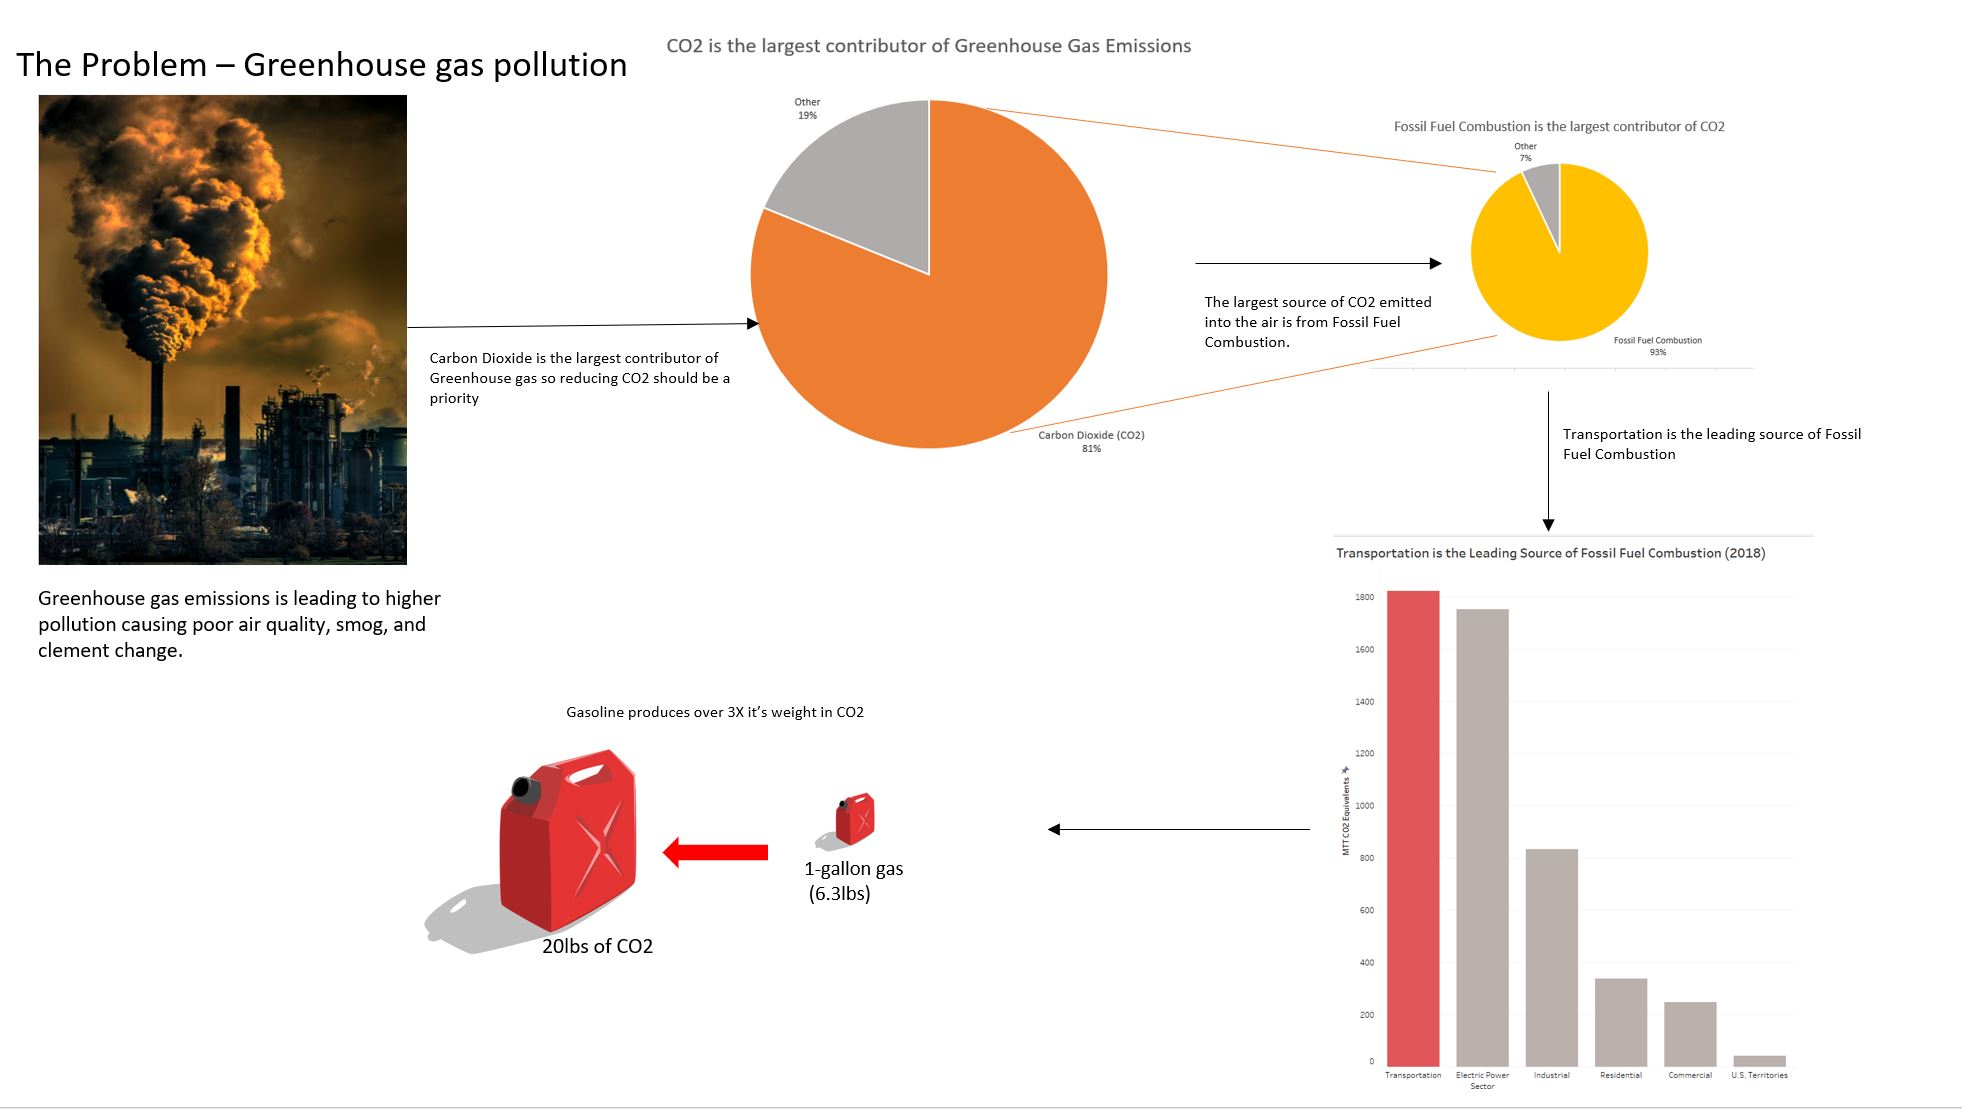 The Problem – Greenhouse gas pollution
CO2 is the largest contributor of Greenhouse Gas Emissions
Other
19%
Carbon Dioxide (CO2)
81%
Fossil Fuel Combustion is the largest contributor of CO2
Other
7%
Fossil Fuel Combustion
93%
Carbon Dioxide is the largest contributor of
Greenhouse gas so reducing CO2 should be a
priority
The largest source of CO2 emitted
into the air is from Fossil Fuel
Combustion.
Transportation is the leading source of Fossil
Fuel Combustion
Greenhouse gas emissions is leading to higher
pollution causing poor air quality, smog, and
clement change.
Transportation is the Leading Source of Fossil Fuel Combustion (2018)
MTT CO2 Equivalents
1800
1600
1400
1200
1000
800
600
400
200
0
Transportation
Electric Power
Sector
Industrial
Residential
Commercial
U.S. Territories
Gasoline produces over 3X it’s weight in CO2
1-gallon gas
(6.3lbs)
20lbs of CO2